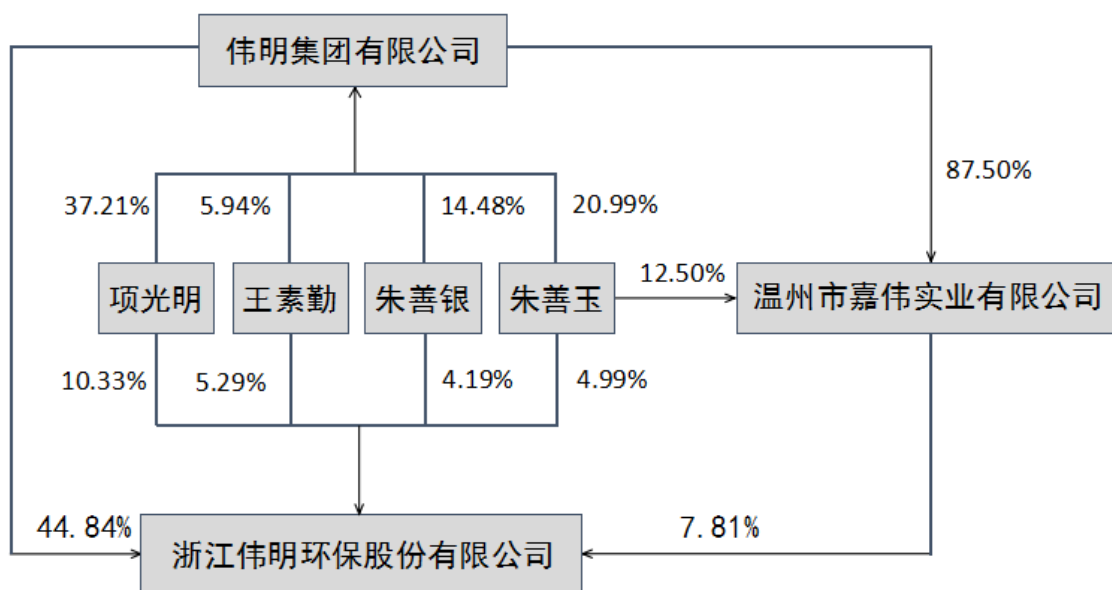 伟明集团有限公司
87.50%
37.21%
5.94%
14.48%
20.99%
项光明
王素勤
朱善银
朱善玉
12.50%
温州市嘉伟实业有限公司
10.33%
5.29%
4.19%
4.99%
44.84%
7.81%
浙江伟明环保股份有限公司